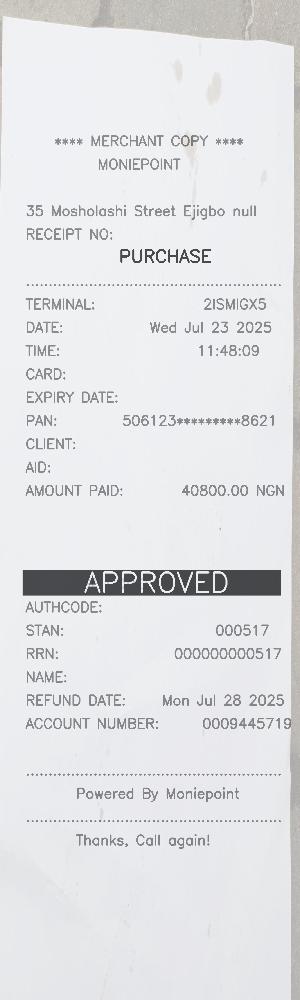 **** MERCHANT COPY ****
MONIEPOINT
35 Mosholashi Street Ejigbo null
RECEIPT NO:
PURCHASE
TERMINAL: 2ISMIGX5
DATE: Wed Jul 23 2025
TIME: 11:48:09
CARD:
EXPIRY DATE:
PAN: 506123*********8621
CLIENT:
AID:
AMOUNT PAID: 40800.00 NGN
APPROVED
AUTHCODE:
STAN: 000517
RRN: 000000000517
NAME:
REFUND DATE: Mon Jul 28 2025
ACCOUNT NUMBER: 0009445719
Powered By Moniepoint
Thanks, Call again!